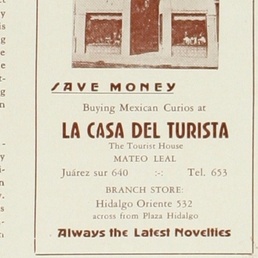 SAVE MONEY
Buying Mexican Curios at
LA CASA DEL TURISTA
The Tourist House
MATEO LEAL
Juárez sur 640 :-: Tel. 653
BRANCH STORE:
Hidalgo Oriente 532
across from Plaza Hidalgo
Always the Latest Novelties